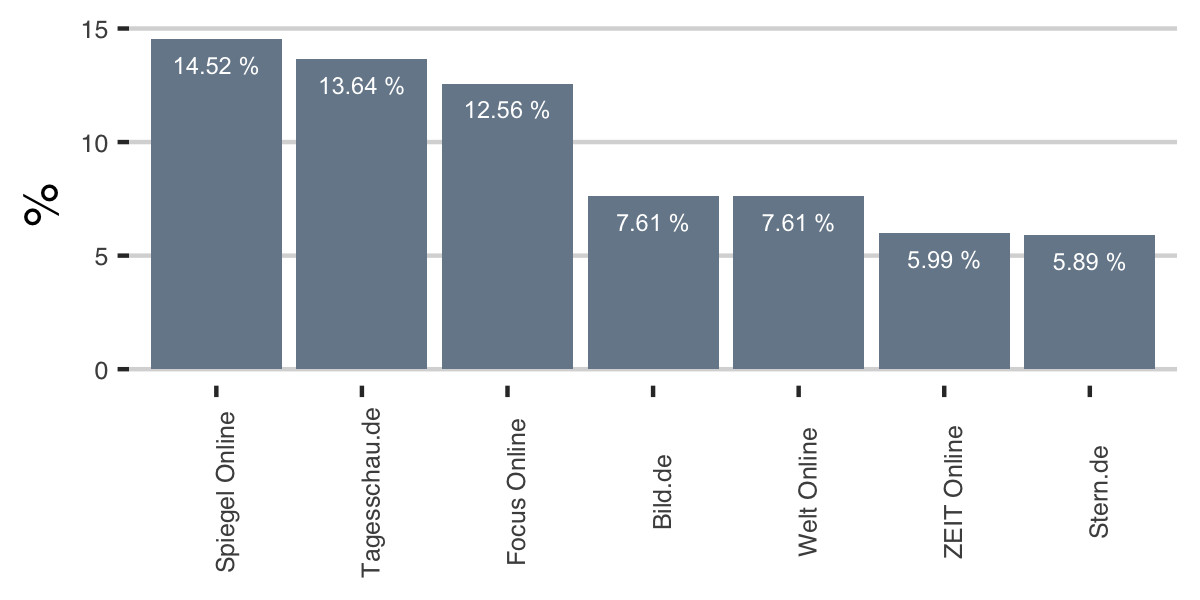 15
10
5
0
%
14.52 %
13.64 %
12.56 %
7.61 %
7.61 %
5.99 %
5.89 %
Spiegel Online
Tagesschau.de
Focus Online
Bild.de
Welt Online
ZEIT Online
Stern.de